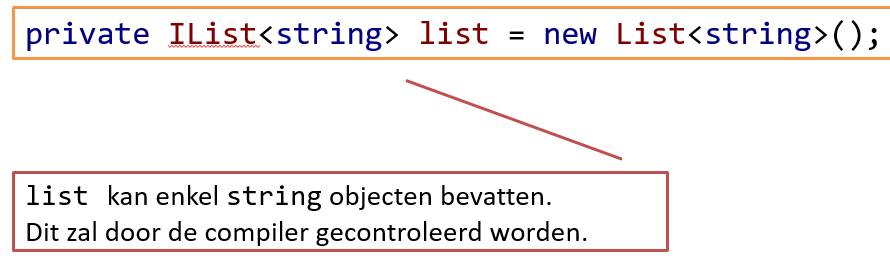 private IList<string> list = new List<string>();
list kan enkel string objecten bevatten.
Dit zal door de compiler gecontroleerd worden.